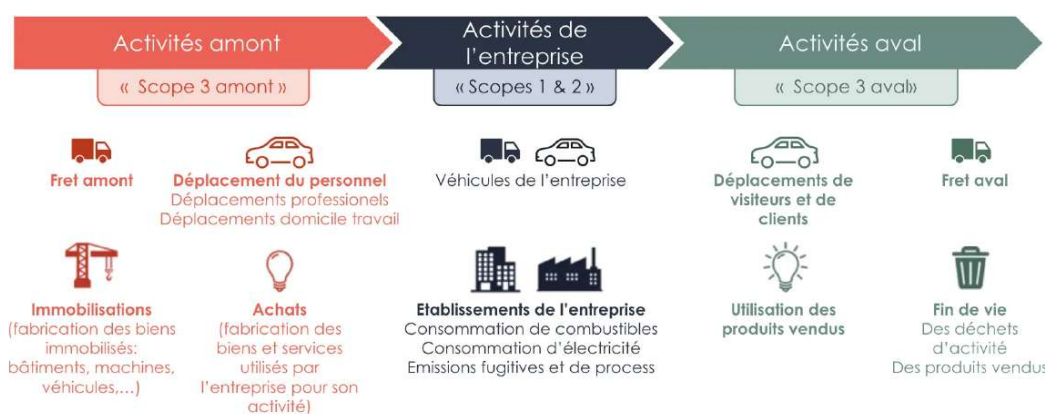 Activités amont
Activités de
l'entreprise
Activités aval
« Scope 3 amont »
« Scopes 1 & 2 »
« Scope 3 aval»
Fret amont
Déplacement du personnel
Déplacements professionels
Déplacements domicile travail
Véhicules de l'entreprise
Déplacements de
visiteurs et de
clients
Fret aval
Immobilisations
(fabrication des biens
immobilisés:
bâtiments, machines,
véhicules,...)
Achats
(fabrication des
biens et services
utilisés par
l'entreprise pour son
activité)
Etablissements de l'entreprise
Consommation de combustibles
Consommation d'électricité
Emissions fugitives et de process
Utilisation des
produits vendus
Fin de vie
Des déchets
d'activité
Des produits vendus